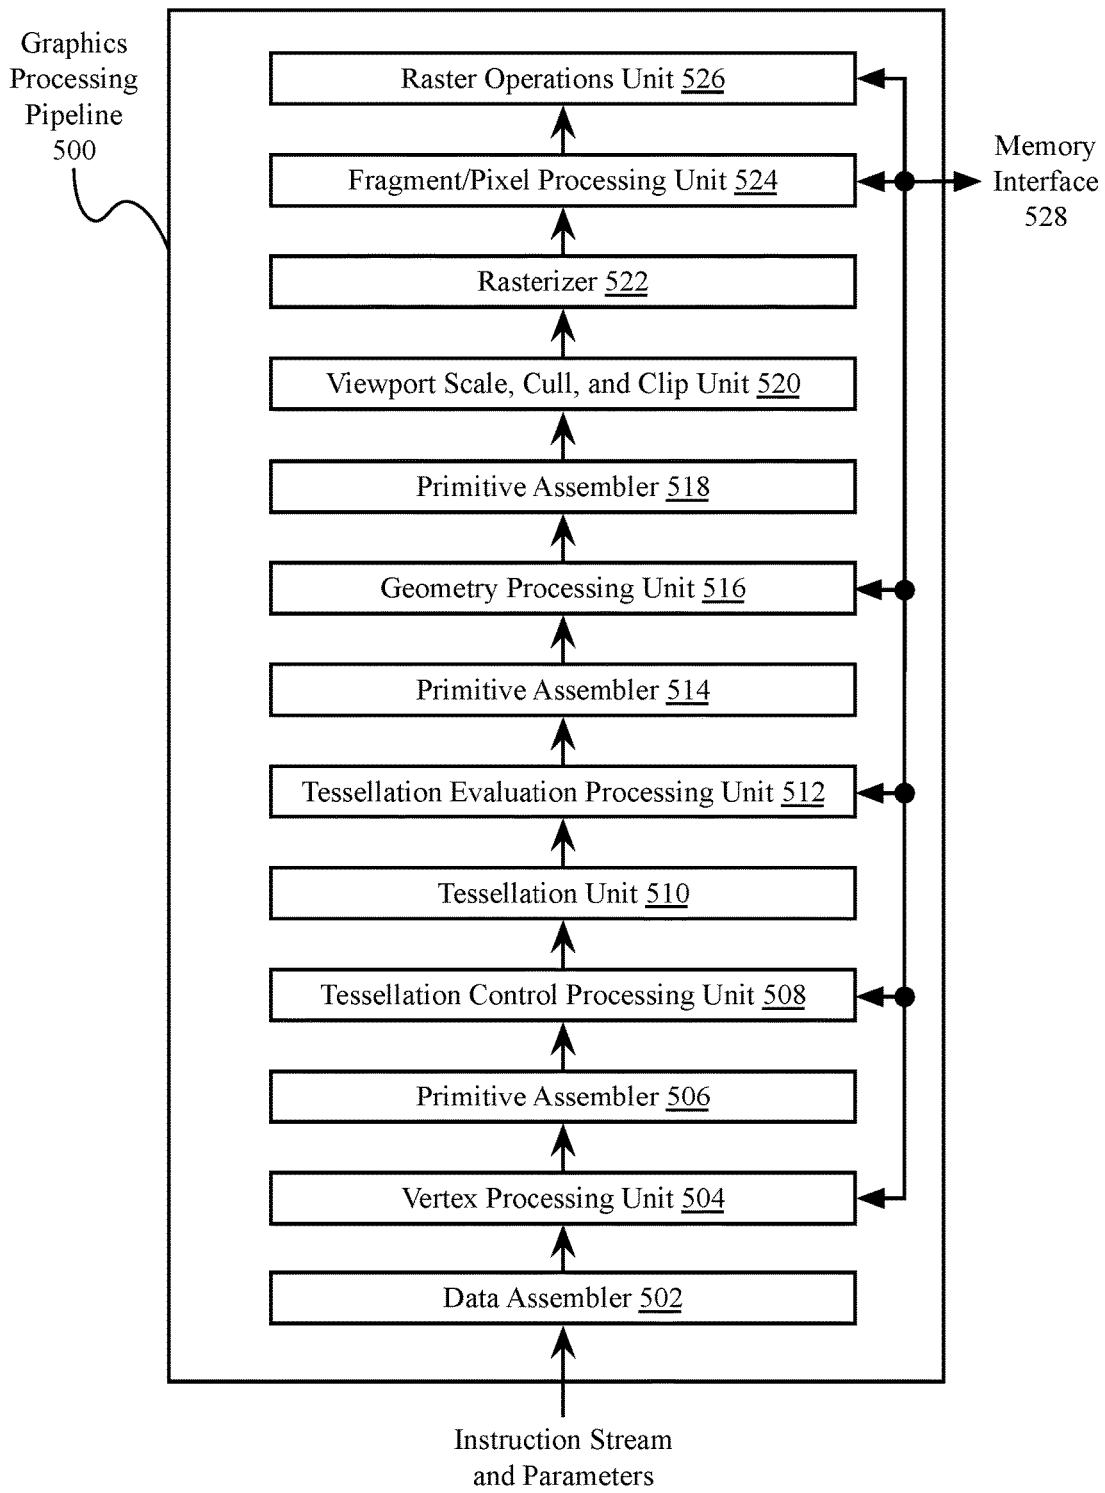 Graphics
Processing
Pipeline
500
Raster Operations Unit 526
Fragment/Pixel Processing Unit 524
Memory
Interface
528
Rasterizer 522
Viewport Scale, Cull, and Clip Unit 520
Primitive Assembler 518
Geometry Processing Unit 516
Primitive Assembler 514
Tessellation Evaluation Processing Unit 512
Tessellation Unit 510
Tessellation Control Processing Unit 508
Primitive Assembler 506
Vertex Processing Unit 504
Data Assembler 502
Instruction Stream
and Parameters